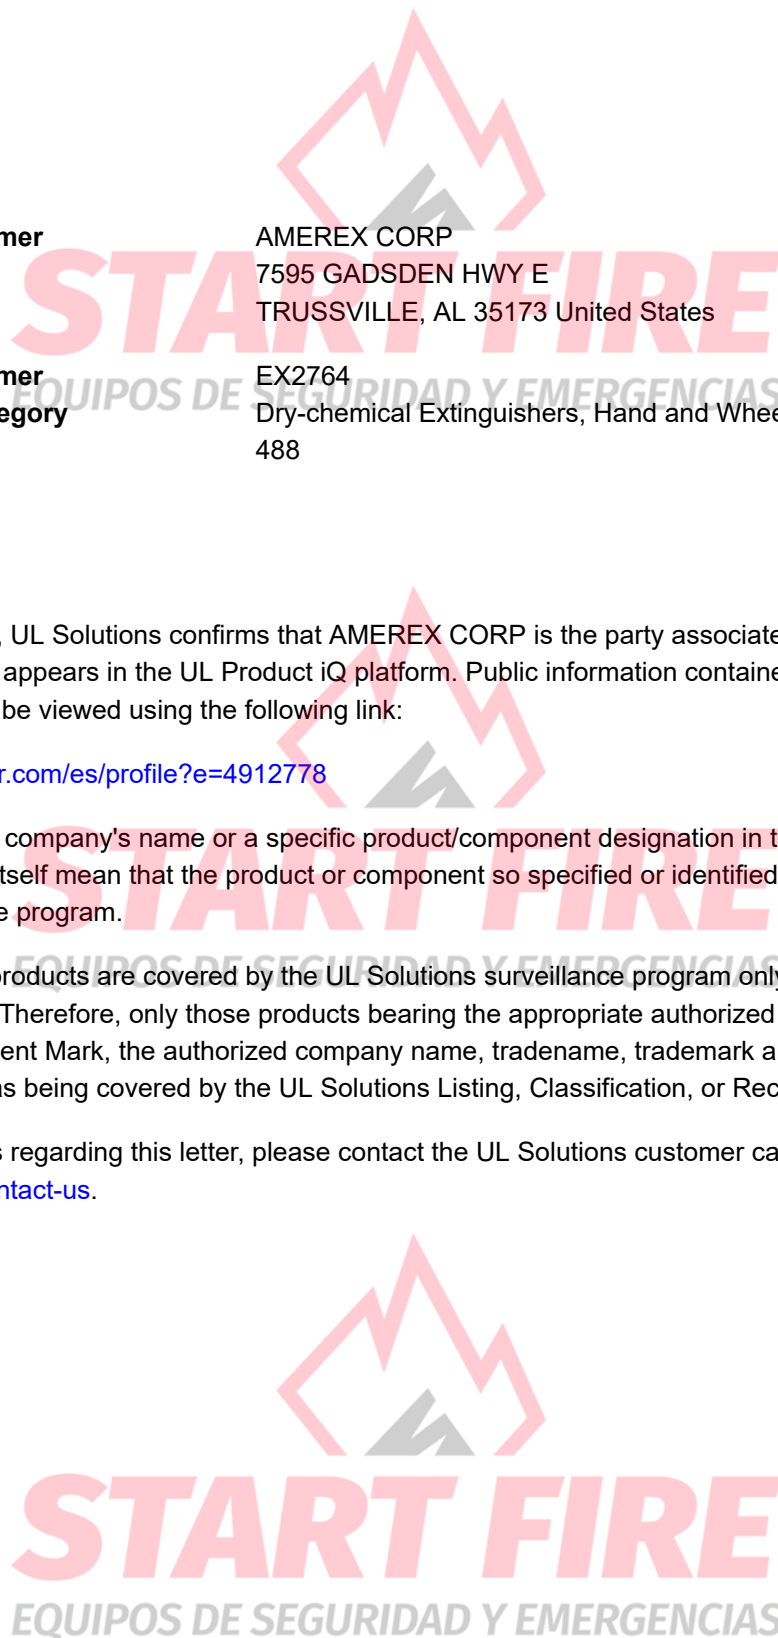 mer AMEREX CORP
7595 GADSDEN HWY E
TRUSSVILLE, AL 35173 United States
START FIRE
mer EX2764
EQUIPOS DE SEGURIDAD Y EMERGENCIAS
egory Dry-chemical Extinguishers, Hand and Whee
488
, UL Solutions confirms that AMEREX CORP is the party associate
appears in the UL Product iQ platform. Public information containe
be viewed using the following link:
r.com/es/profile?e=4912778
company's name or a specific product/component designation in t
tself mean that the product or component so specified or identified
e program.
START FIRE
products are covered by the UL Solutions surveillance program only
EQUIPOS DE SEGURIDAD Y EMERGENCIAS
Therefore, only those products bearing the appropriate authorized
ent Mark, the authorized company name, tradename, trademark a
as being covered by the UL Solutions Listing, Classification, or Rec
s regarding this letter, please contact the UL Solutions customer ca
ntact-us.
START FIRE
EQUIPOS DE SEGURIDAD Y EMERGENCIAS